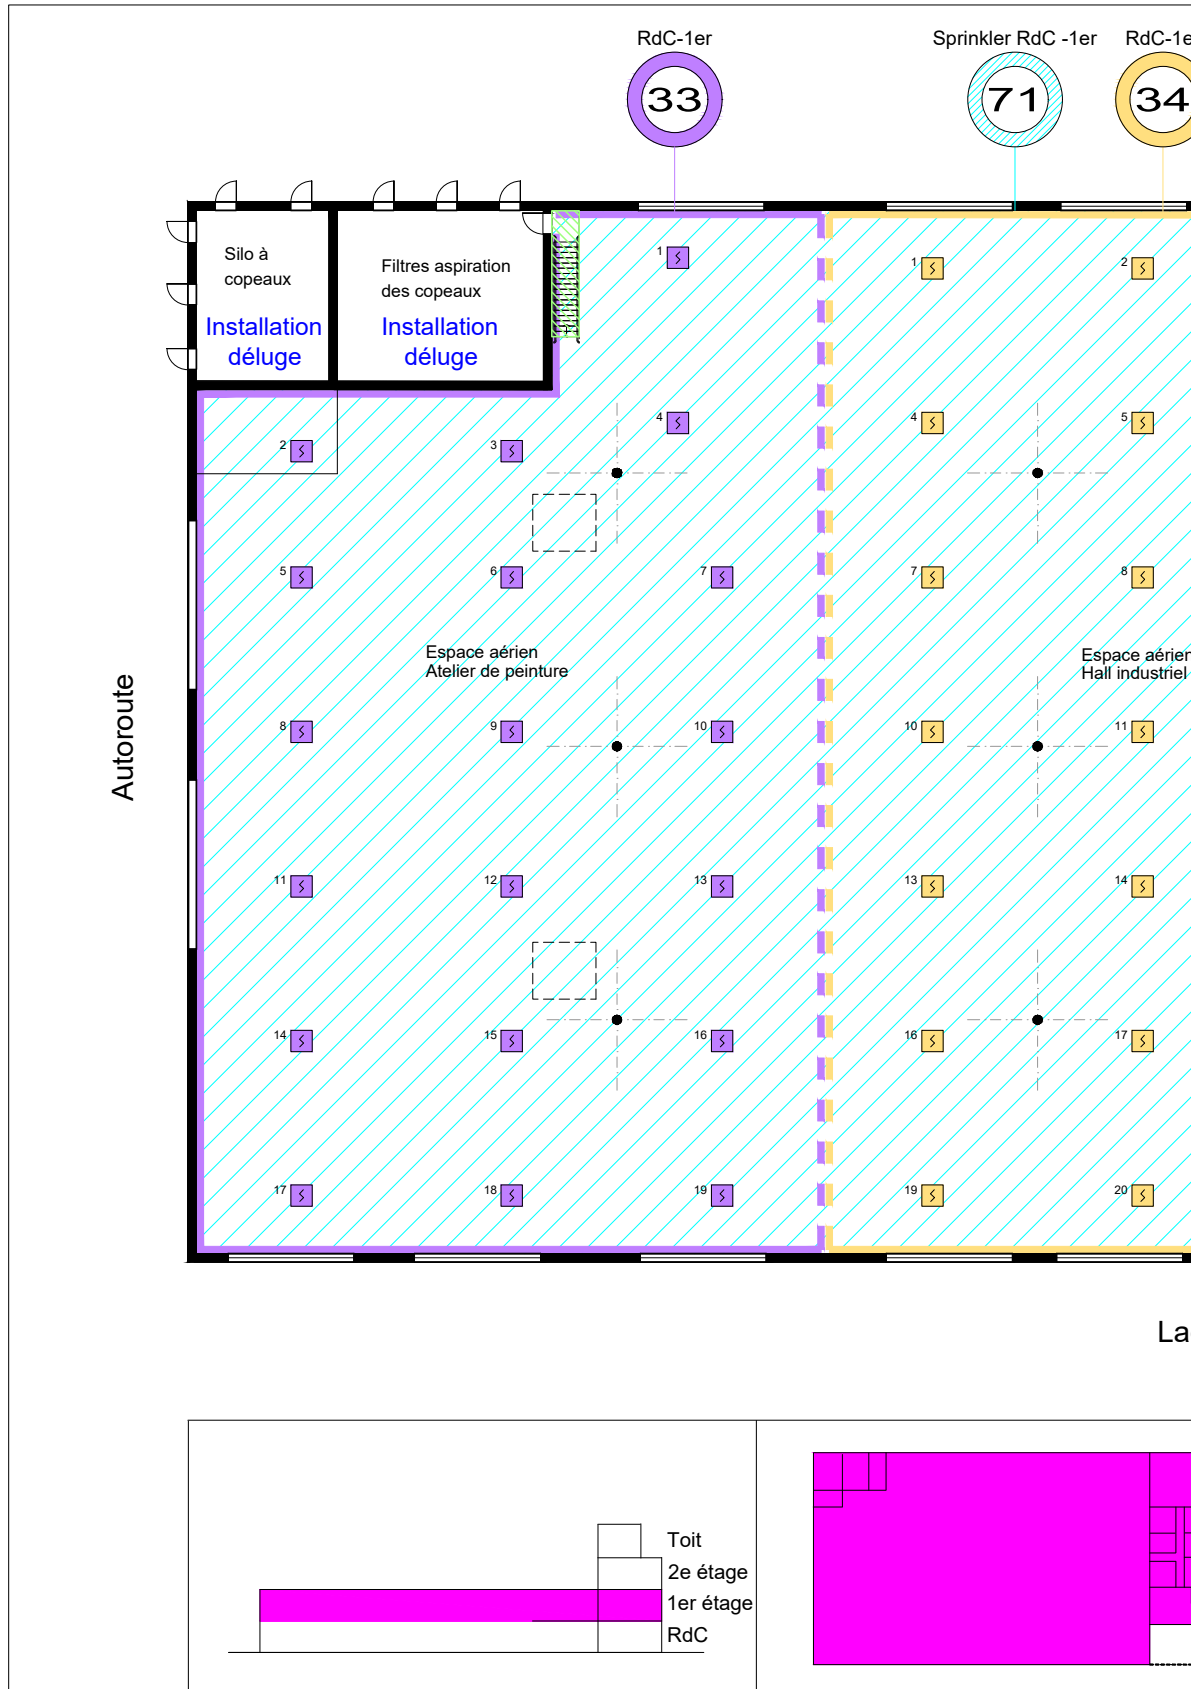 RdC-1er
Sprinkler RdC -1er
RdC-1e
33
71
34
Silo à
copeaux
Installation
déluge
Filtres aspiration
des copeaux
Installation
déluge
1
1
2
4
4
5
2
3
5
6
7
7
8
Espace aérien
Atelier de peinture
Espace aérien
Hall industriel
Autoroute
8
9
10
10
11
11
12
13
13
14
14
15
16
16
17
17
18
19
19
20
La
Toit
2e étage
1er étage
RdC